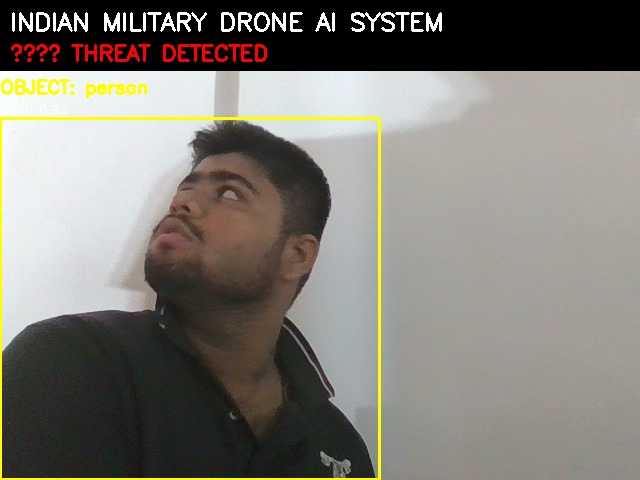 INDIAN MILITARY DRONE AI SYSTEM
???? THREAT DETECTED
OBJECT: person